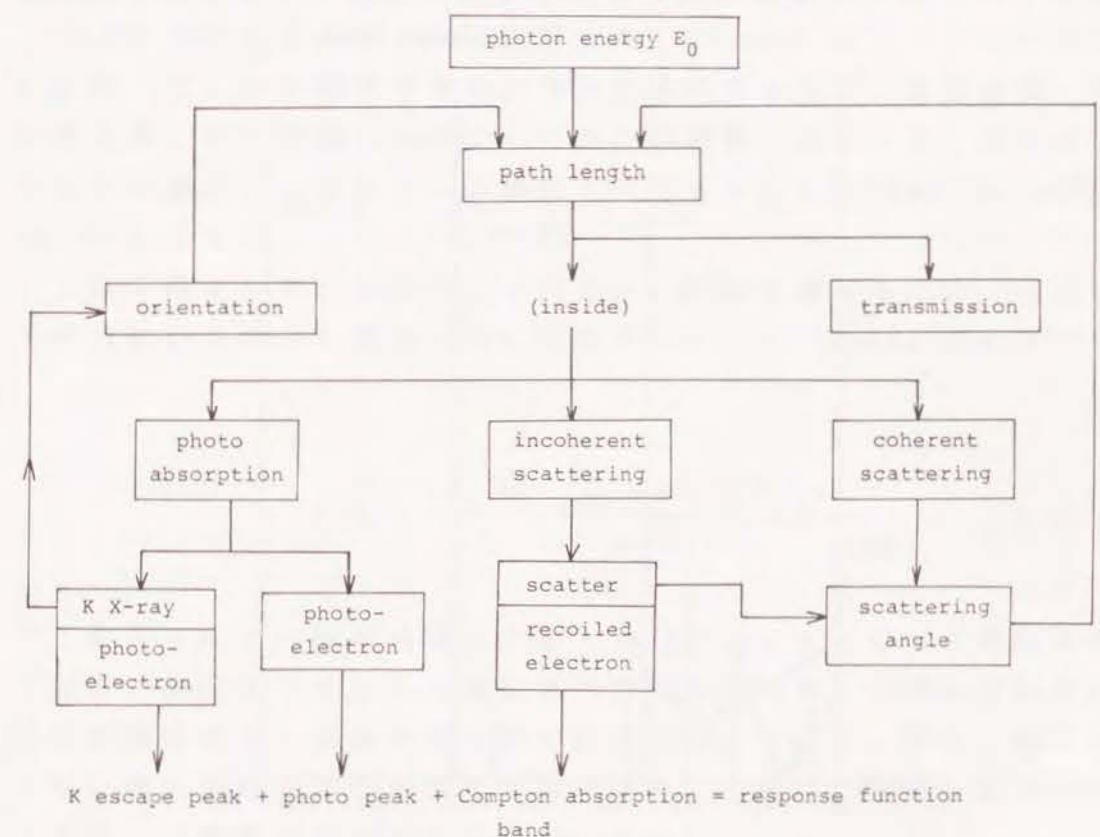 photon energy E0
path length
orientation
(inside)
transmission
photo
absorption
incoherent
scattering
coherent
scattering
K X-ray
photo-
electron
photo-
electron
scatter
recoiled
electron
scattering
angle
K escape peak + photo peak + Compton absorption = response function
band